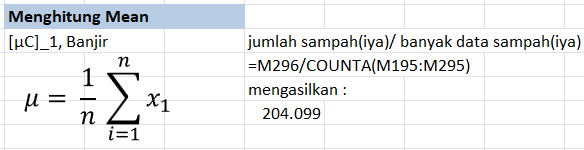 Menghitung Mean
[μC]_1, Banjir
jumlah sampah(iya)/ banyak data sampah(iya)
=M296/COUNTA(M195:M295)
mengasilkan :
204.099
μ = 1/n ∑_{i=1}^{n} x₁